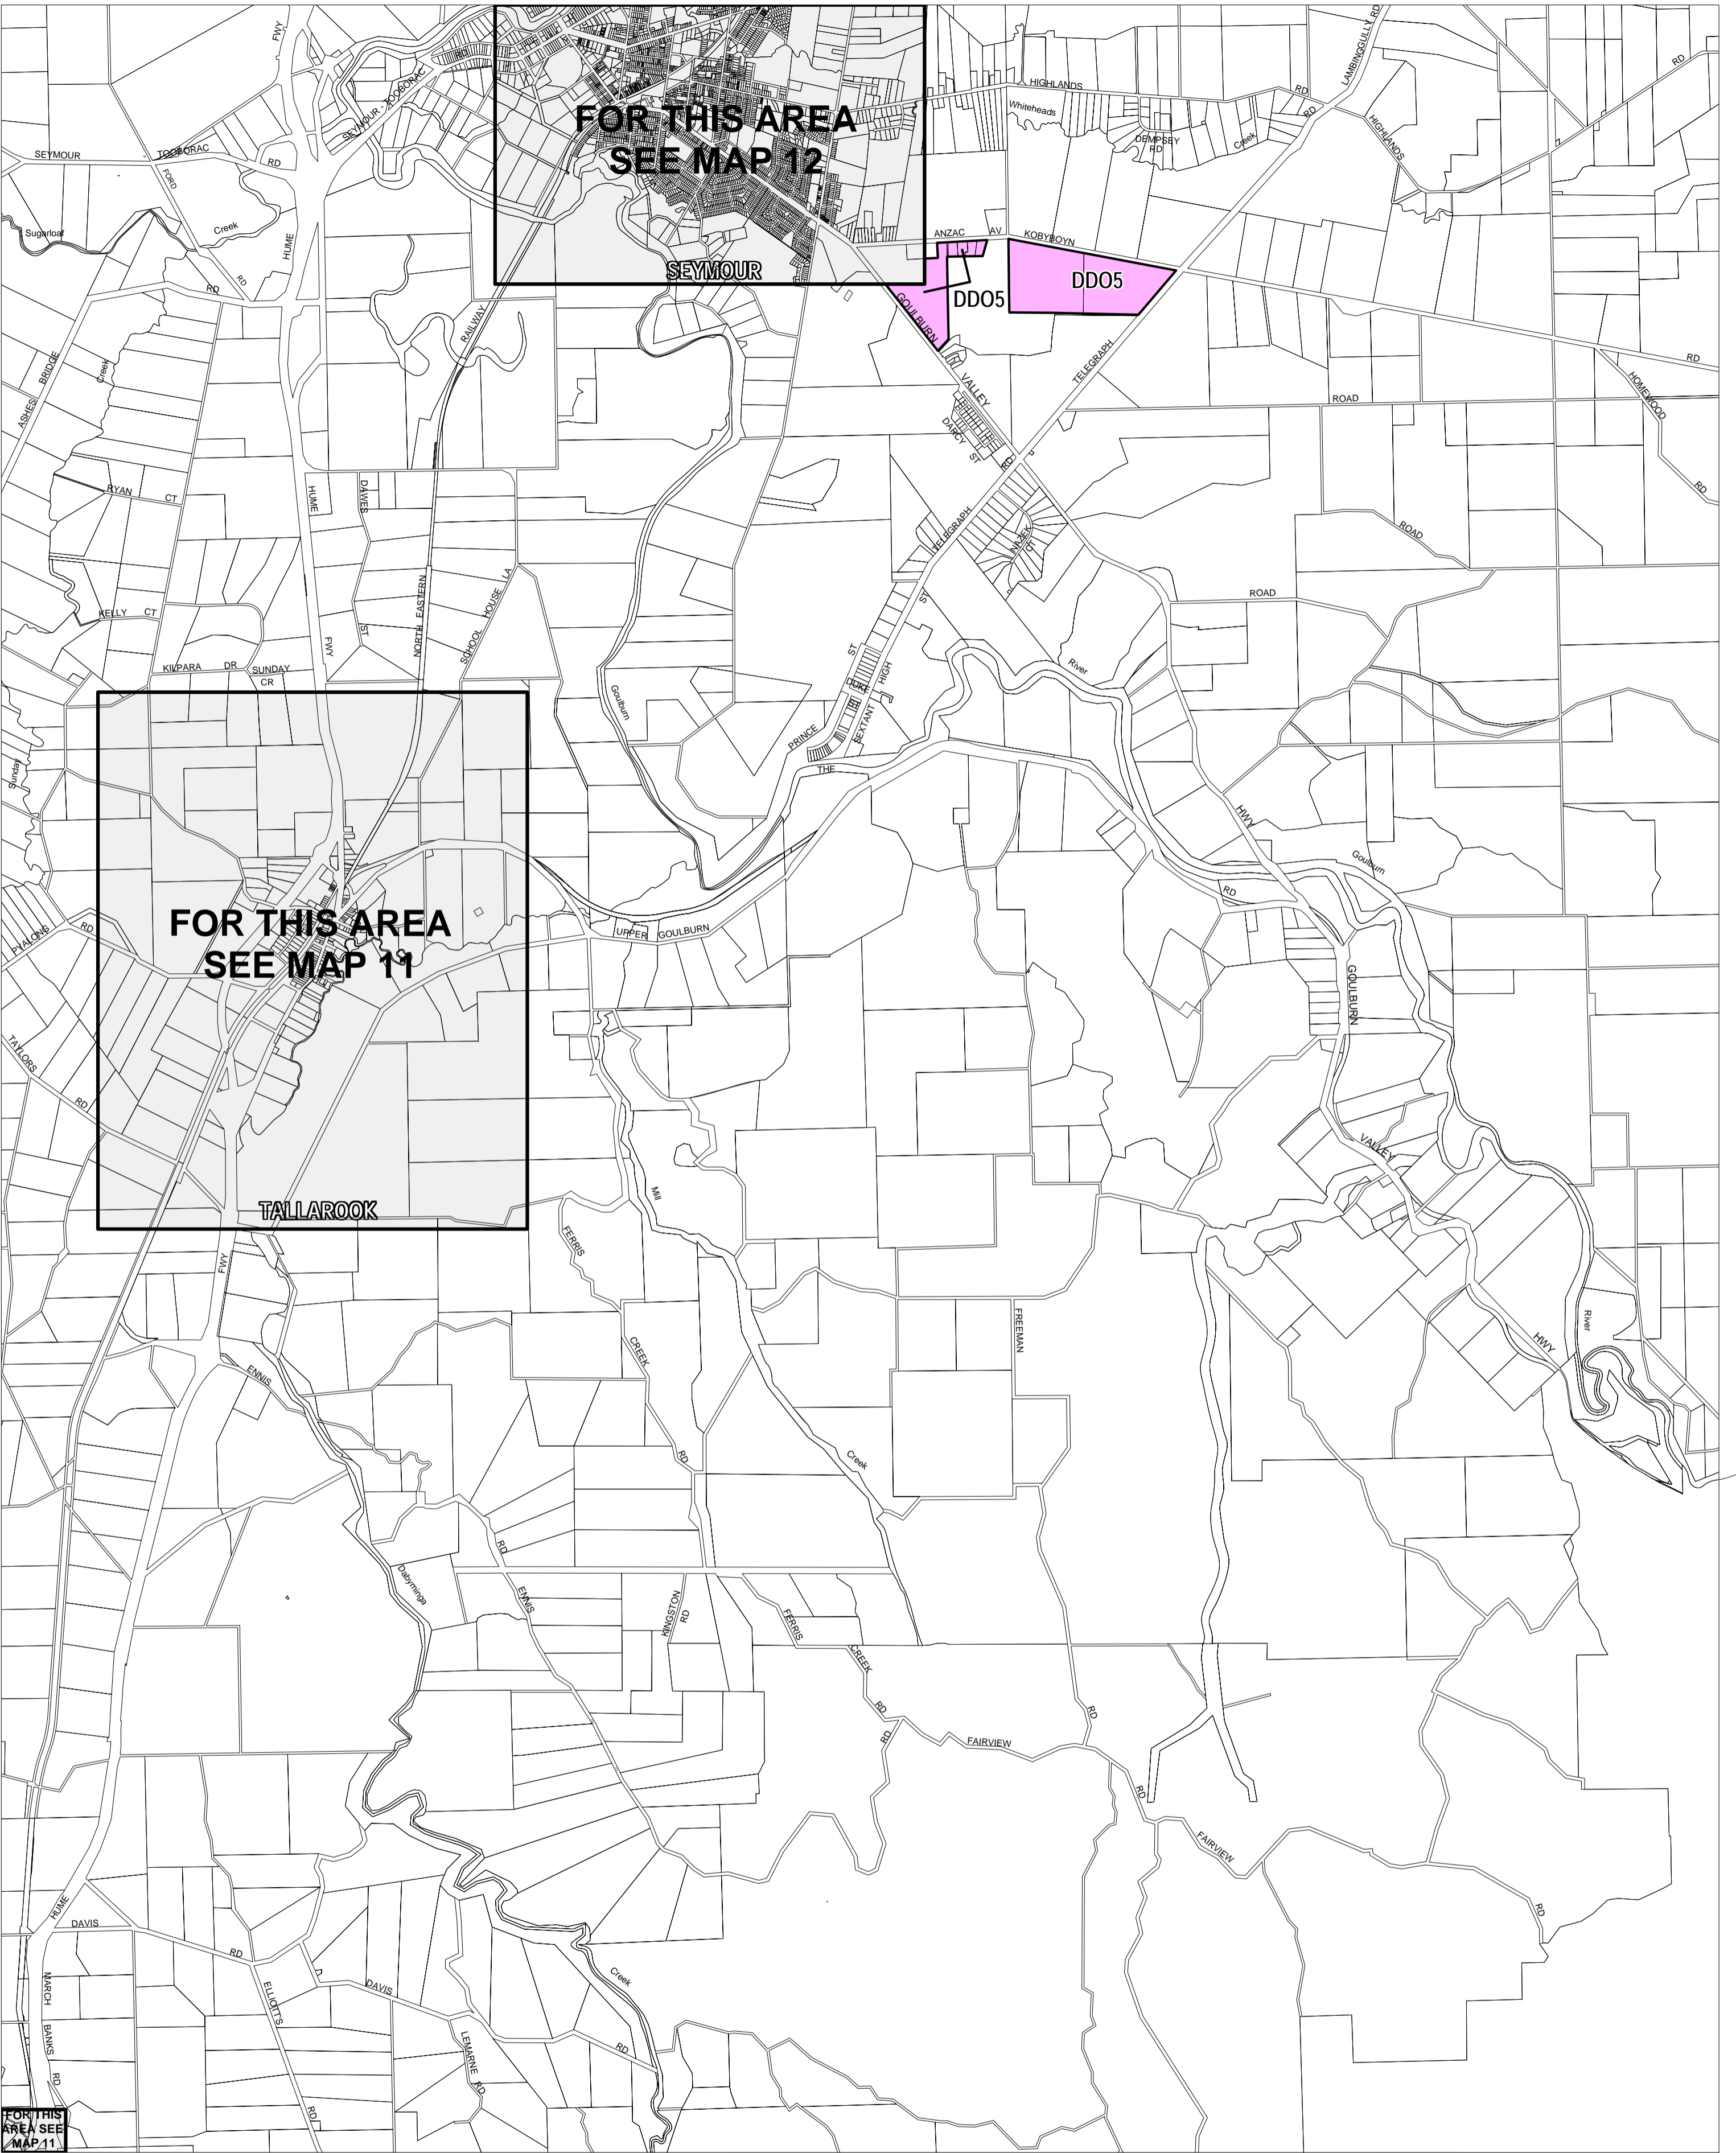 FWY
LAMBINGGULLY RD
RD
SEYMOUR - TOOBORAC
HIGHLANDS
RD
Whiteheads
FOR THIS AREA
SEE MAP 12
RD
HIGHLANDS
DEMPSEY
RD
Creek
SEYMOUR
TOOBORAC
RD
FORD
Creek
Sugarloaf
HUME
RD
RD
SEYMOUR
ANZAC
AV
KOBYBOYN
DDO5
DDO5
GOULBURN
RAILWAY
BRIDGE
Creek
ASHES
TELEGRAPH
RD
HOMEWOOD
VALLEY
ROAD
DARCY
ST
RD
RD
RYAN
CT
HUME
DAWES
TELEGRAPH
ROAD
CT
NORTH EASTERN
SCHOOL HOUSE LA
ROAD
KELLY
CT
ST
FWY
ST
ST
KILPARA
DR
SUNDAY
CR
River
Goulburn
DUKE
ST
HIGH
PRINCE
SEXTANT
THE
Sunday
HWY
Goulburn
RD
FOR THIS AREA
SEE MAP 11
PYALONG
RD
UPPER
GOULBURN
GOULBURN
TAYLORS
RD
VALLEY
Mill
TALLAROOK
FERRIS
FWY
River
FREEMAN
HWY
CREEK
ENNIS
RD
Creek
RD
Dabyminga
ENNIS
KINGSTON
RD
FERRIS
CREEK
RD
RD
RD
FAIRVIEW
RD
FAIRVIEW
HUME
DAVIS
RD
RD
Creek
MARCH
BANKS
RD
ELLIOTTS
DAVIS
LEMARNE
RD
RD
RD
FOR THIS
AREA SEE
MAP 11